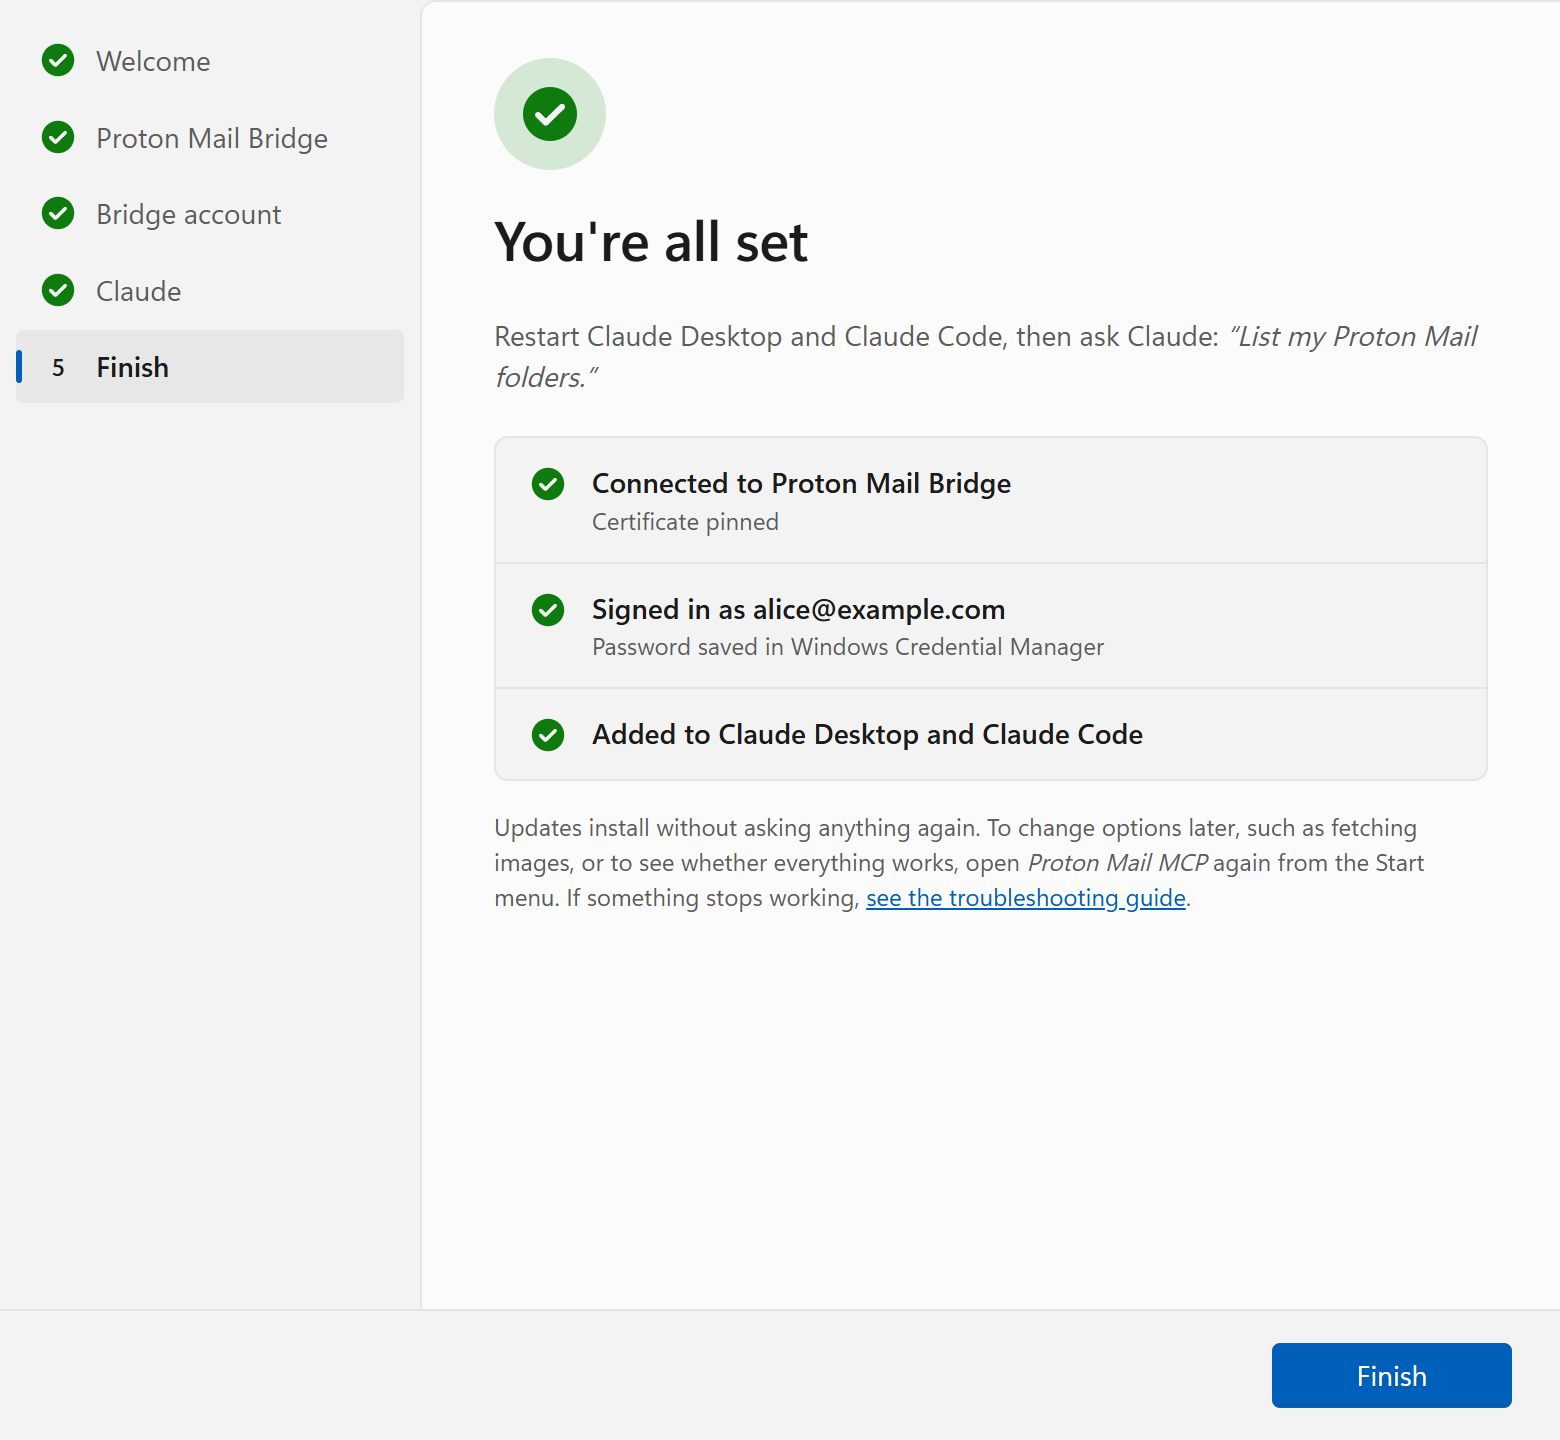 Welcome
Proton Mail Bridge
Bridge account
Claude
5 Finish
You're all set
Restart Claude Desktop and Claude Code, then ask Claude: “List my Proton Mail
folders.”
Connected to Proton Mail Bridge
Certificate pinned
Signed in as alice@example.com
Password saved in Windows Credential Manager
Added to Claude Desktop and Claude Code
Updates install without asking anything again. To change options later, such as fetching
images, or to see whether everything works, open Proton Mail MCP again from the Start
menu. If something stops working, see the troubleshooting guide.
Finish